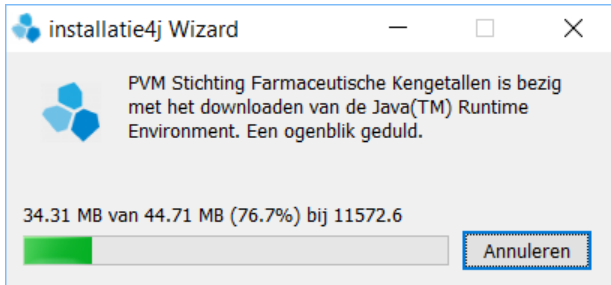 installatie4j Wizard
PVM Stichting Farmaceutische Kengetallen is bezig
met het downloaden van de Java(TM) Runtime
Environment. Een ogenblik geduld.
34.31 MB van 44.71 MB (76.7%) bij 11572.6
Annuleren